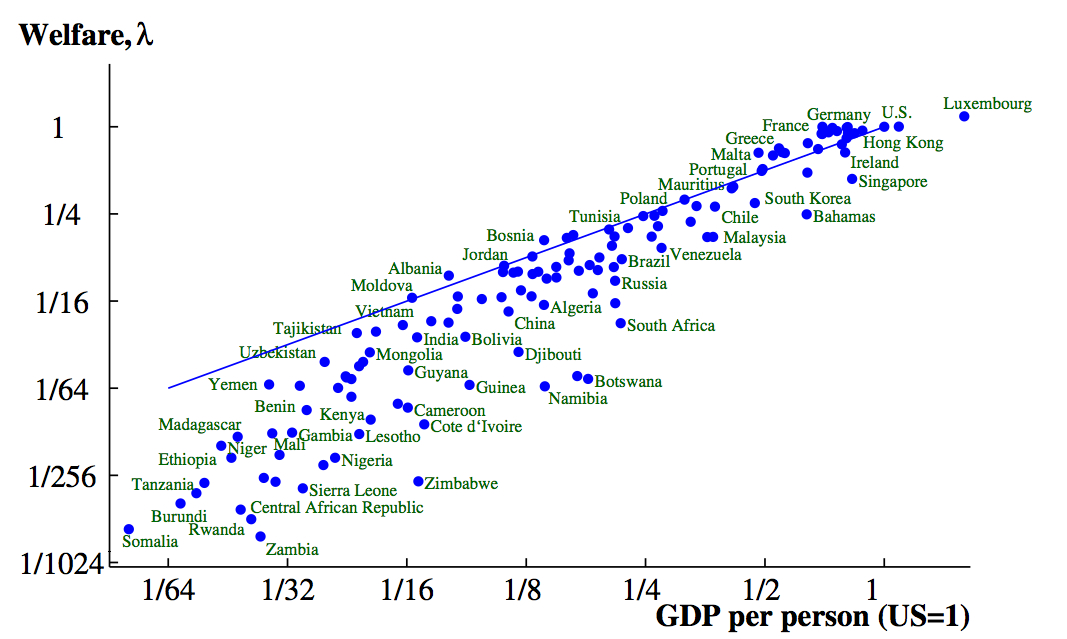 Welfare, λ
Luxembourg
Germany U.S.
1
France
Hong Kong
Greece
Malta
Ireland
Portugal
Singapore
Mauritius
Poland
South Korea
1/4
Tunisia
Chile
Bahamas
Bosnia
Malaysia
Jordan
Brazil Venezuela
Albania
Moldova
Russia
1/16
Vietnam
Algeria
Tajikistan
China
South Africa
India
Bolivia
Uzbekistan
Mongolia
Djibouti
Guyana
Yemen
Botswana
1/64
Guinea
Namibia
Benin
Kenya
Cameroon
Madagascar
Cote d‘Ivoire
Gambia
Lesotho
Niger
Mali
Ethiopia
Nigeria
1/256
Tanzania
Sierra Leone
Zimbabwe
Central African Republic
Burundi
Rwanda
Somalia
Zambia
1/1024
1/64 1/32 1/16 1/8 1/4 1/2 1
GDP per person (US=1)